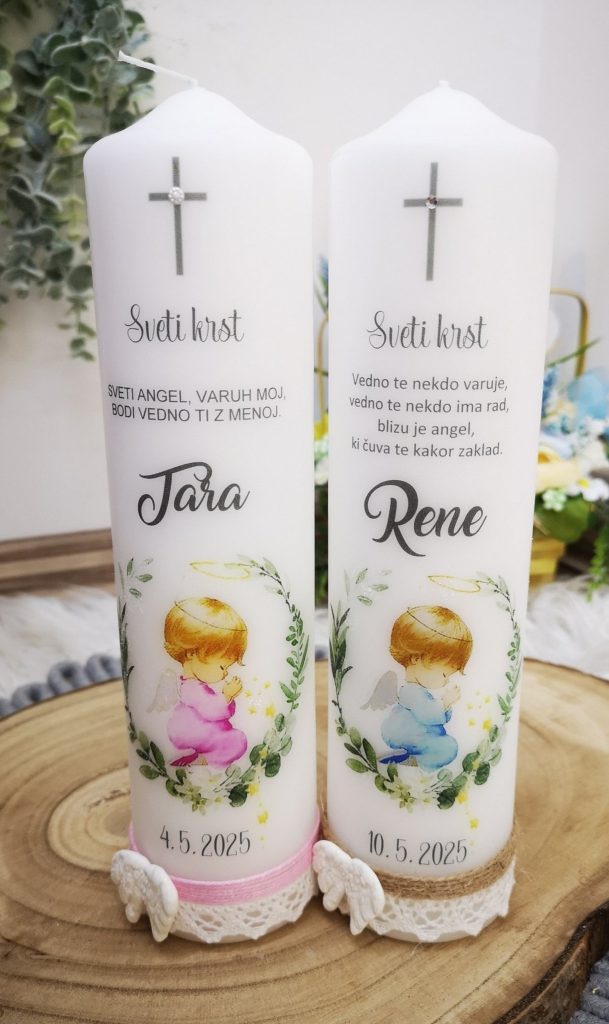 Sveti krst
SVETI ANGEL, VARUH MOJ,
BODI VEDNO TI Z MENOJ.
Tara
4.5.2025
Sveti krst
Vedno te nekdo varuje,
vedno te nekdo ima rad,
blizu je angel,
ki čuva te kakor zaklad.
Rene
10.5.2025